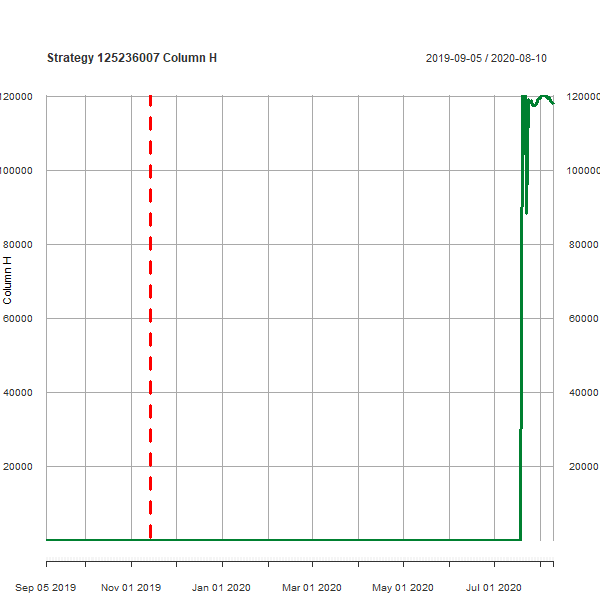 Strategy 125236007 Column H
2019-09-05 / 2020-08-10
120000
120000
100000
100000
80000
80000
Column H
60000
60000
40000
40000
20000
20000
Sep 05 2019
Nov 01 2019
Jan 01 2020
Mar 01 2020
May 01 2020
Jul 01 2020